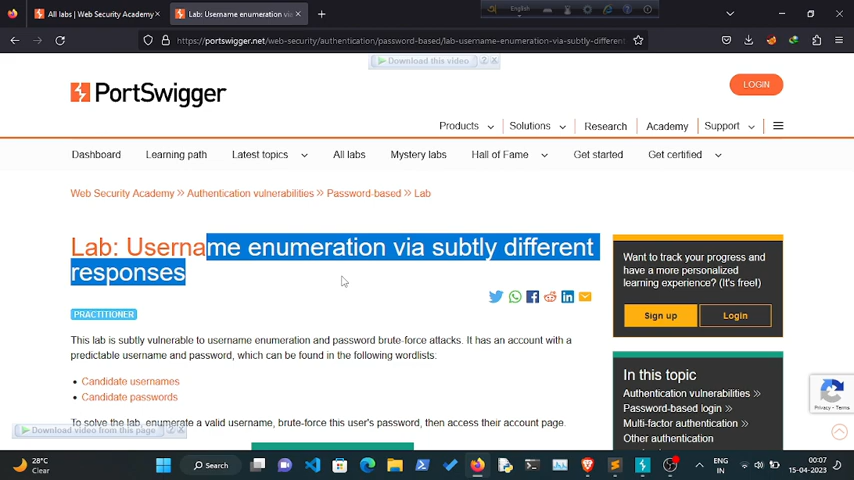 All labs | Web Security Academy
Lab: Username enumeration via
English
https://portswigger.net/web-security/authentication/password-based/lab-username-enumeration-via-subtly-different
Download this video
PortSwigger
LOGIN
Products
Solutions
Research
Academy
Support
Dashboard
Learning path
Latest topics
All labs
Mystery labs
Hall of Fame
Get started
Get certified
Web Security Academy » Authentication vulnerabilities » Password-based » Lab
Lab: Username enumeration via subtly different
responses
Want to track your progress and
have a more personalized
learning experience? (It's free!)
Sign up
Login
PRACTITIONER
This lab is subtly vulnerable to username enumeration and password brute-force attacks. It has an account with a
predictable username and password, which can be found in the following wordlists:
• Candidate usernames
• Candidate passwords
To solve the lab, enumerate a valid username, brute-force this user's password, then access their account page.
In this topic
Authentication vulnerabilities »
Password-based login »
Multi-factor authentication »
Other authentication
Privacy - Terms
Download video from this page
28°C
Clear
Search
ENG
IN
00:07
15-04-2023